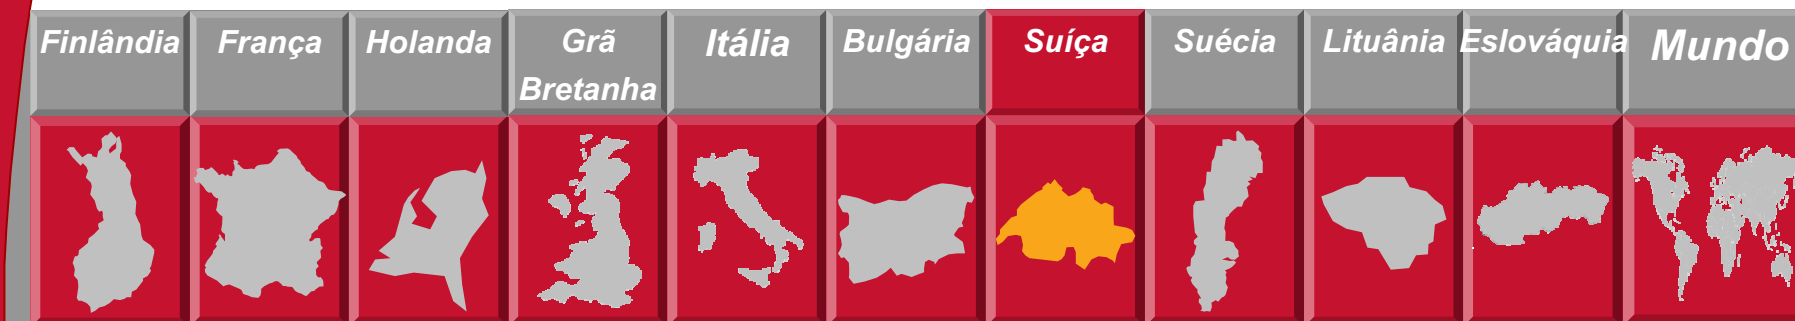 Finlândia
França
Holanda
Grã
Bretanha
Itália
Bulgária
Suíça
Suécia
Lituânia
Eslováquia
Mundo